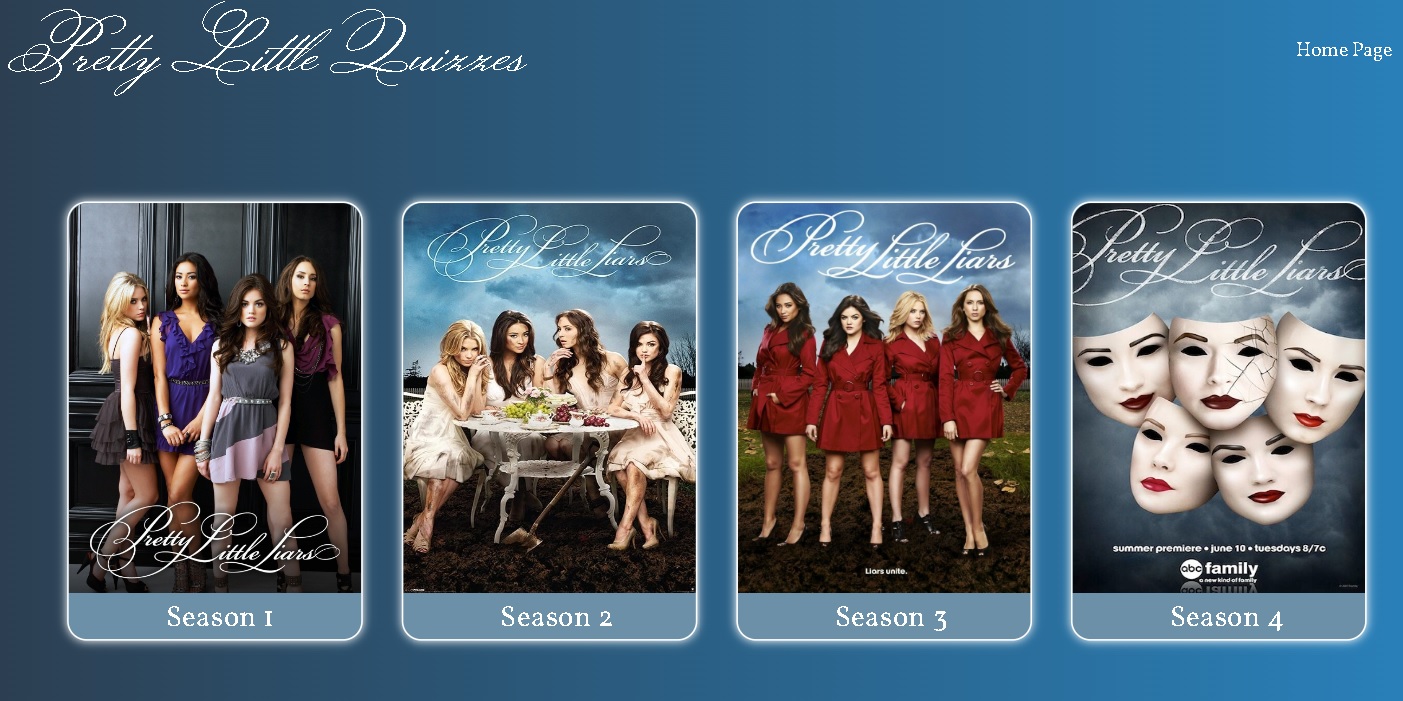 Pretty Little Quizzes
Home Page
Pretty Little Liars
Season 1
Pretty Little Liars
Season 2
Pretty Little Liars
Liars unite.
Season 3
Pretty Little Liars
summer premiere • june 10 • tuesdays 8/7c
abc family
a new kind of family
Season 4